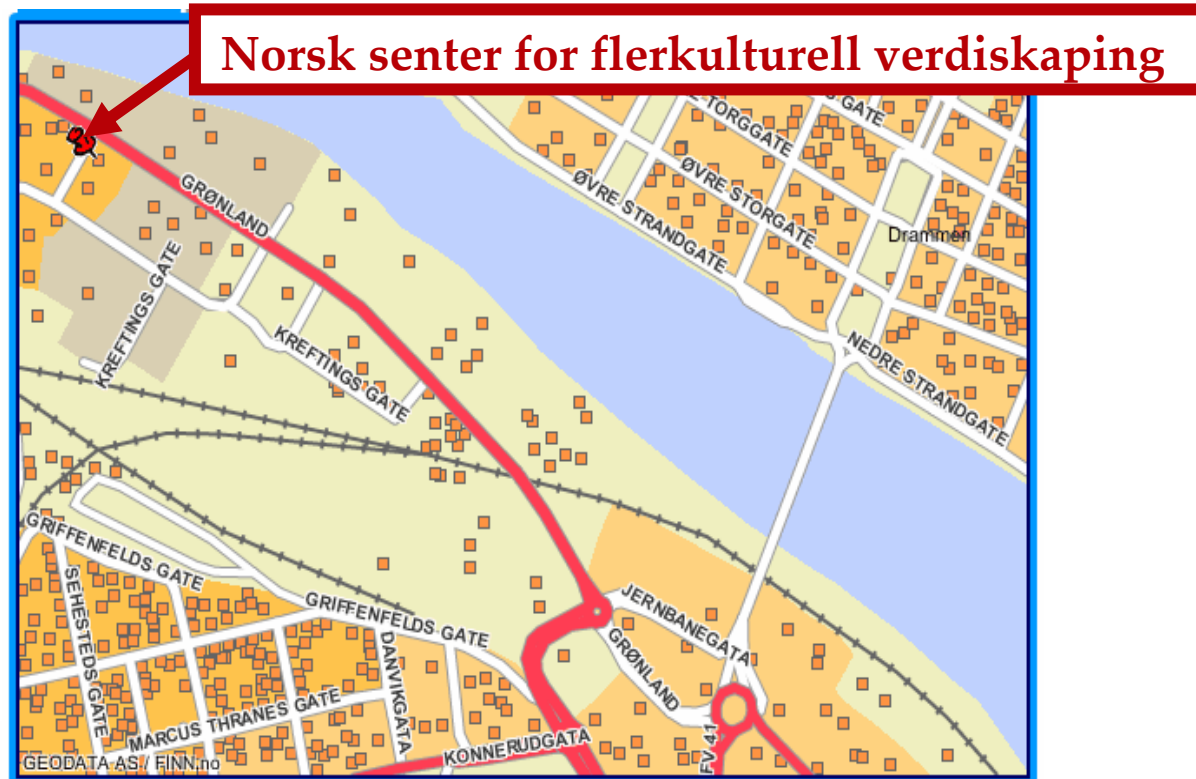 Norsk senter for flerkulturell verdiskaping
TORGGATE
GATE
ØVRE STORGATE
ØVRE STRANDGATE
Drammen
GRØNLAND
KREFTINGS GATE
KREFTINGS GATE
NEDRE STRANDGATE
GRIFFENFELDS GATE
SEHESTEDS GATE
GRIFFENFELDS GATE
DANVIKGATA
JERNBANEGATA
GRØNLAND
MARCUS THRANES GATE
KONNERUDGATA
FV 41
GEODATA AS / FINN.no